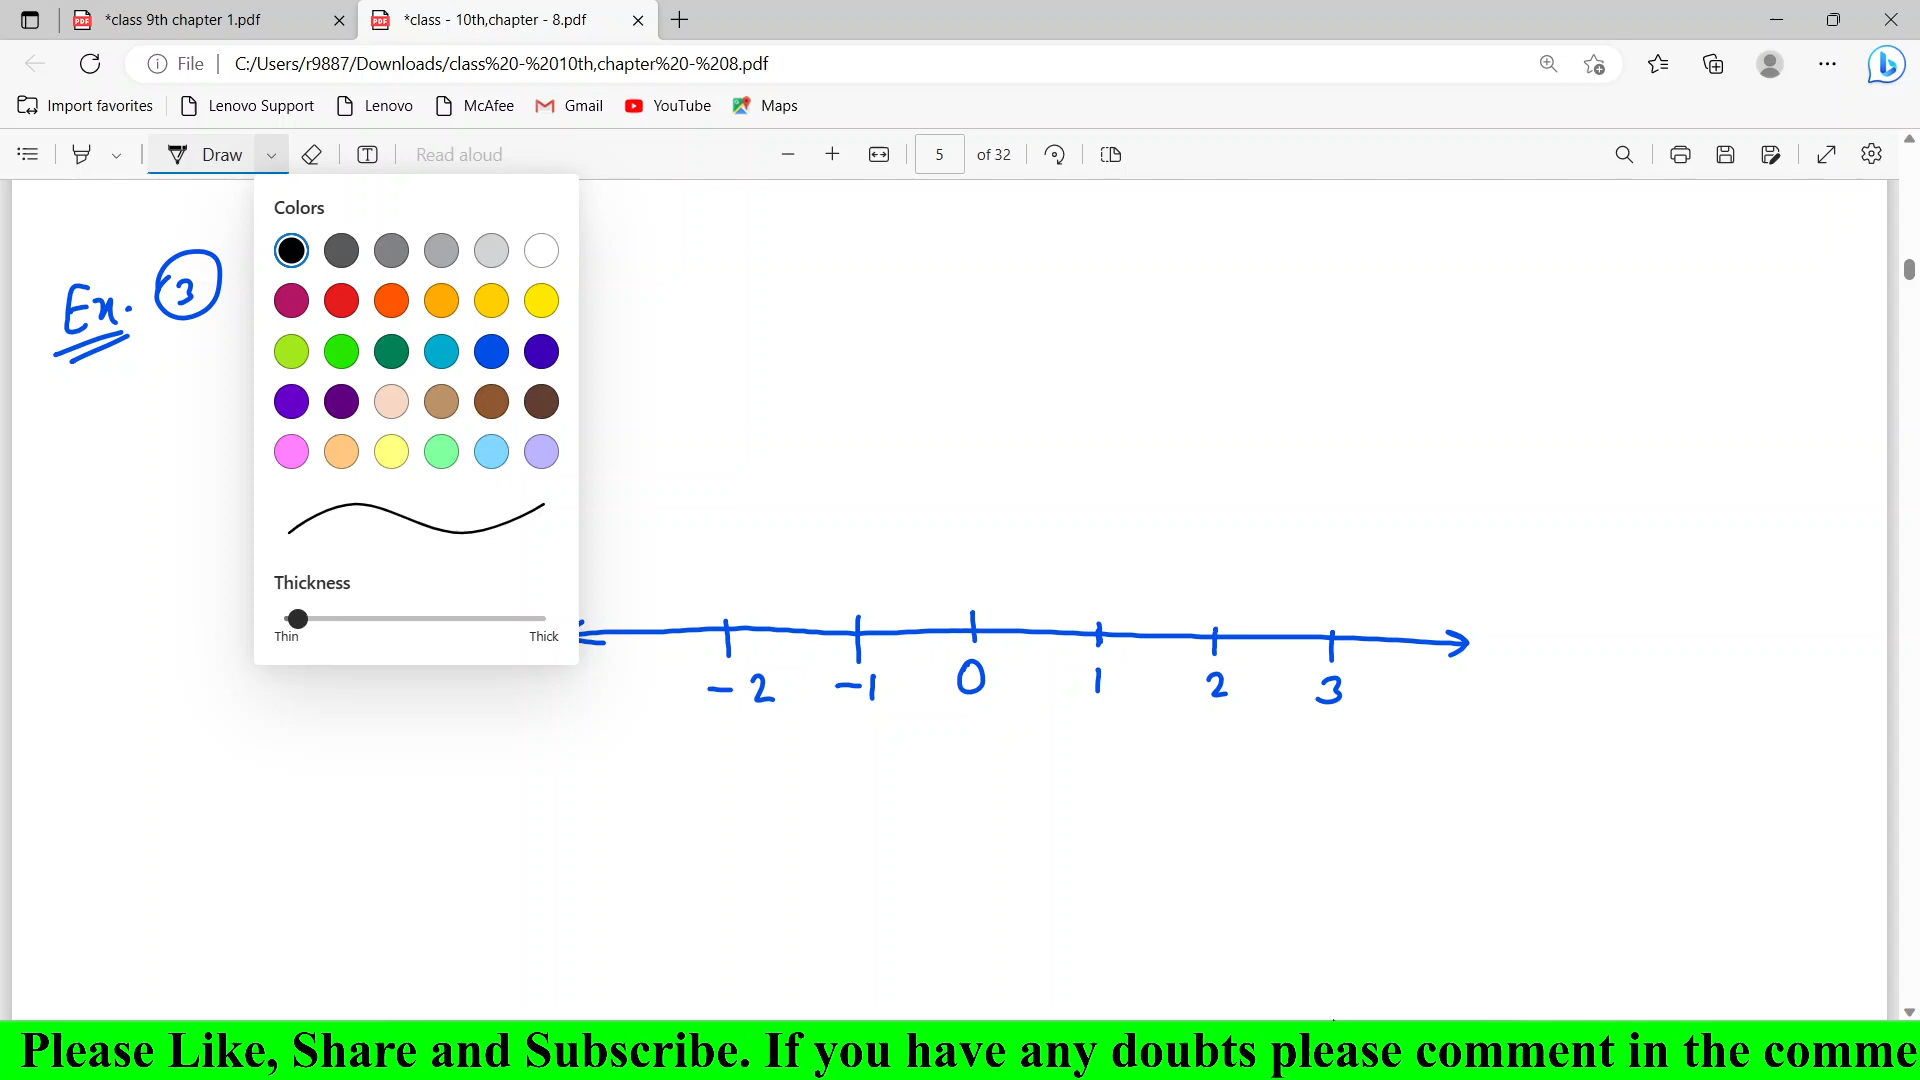 *class 9th chapter 1.pdf
*class - 10th,chapter - 8.pdf
File
C:/Users/r9887/Downloads/class%20-%2010th,chapter%20-%208.pdf
Import favorites
Lenovo Support
Lenovo
McAfee
Gmail
YouTube
Maps
Draw
Read aloud
5
of 32
Colors
Ex. 3
Thickness
Thin
Thick
-2 -1 0 1 2 3
Please Like, Share and Subscribe. If you have any doubts please comment in the comme